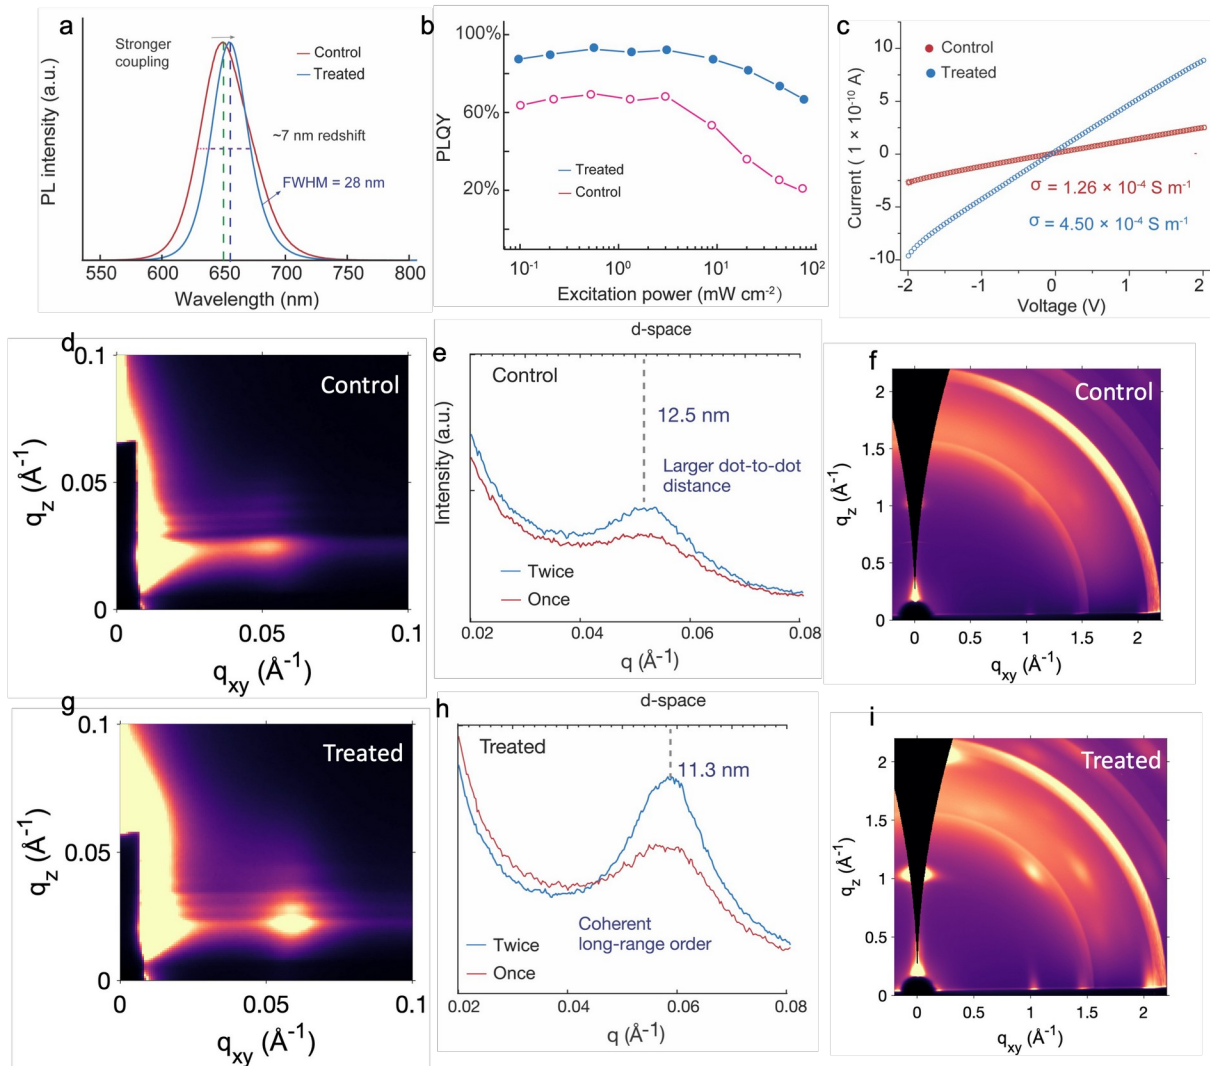 a
Stronger
coupling
Control
Treated
~7 nm redshift
FWHM = 28 nm
PL intensity (a.u.)
550
600
650
700
750
800
Wavelength (nm)
b
100%
60%
20%
PLQY
Treated
Control
10⁻¹
10⁰
10¹
10²
Excitation power (mW cm⁻²)
c
Control
Treated
10
5
0
-5
-10
Current ( 1 × 10⁻¹⁰ A)
σ = 1.26 × 10⁻⁴ S m⁻¹
σ = 4.50 × 10⁻⁴ S m⁻¹
-2
-1
0
1
2
Voltage (V)
d
Control
0.1
0.05
0
q_z (Å⁻¹)
0
0.05
0.1
q_xy (Å⁻¹)
e
d-space
Control
12.5 nm
Larger dot-to-dot
distance
Intensity (a.u.)
Twice
Once
0.02
0.04
0.06
0.08
q (Å⁻¹)
f
Control
2
1.5
1
0.5
0
q_z (Å⁻¹)
0
0.5
1
1.5
2
q_xy (Å⁻¹)
g
Treated
0.1
0.05
0
q_z (Å⁻¹)
0
0.05
0.1
q_xy (Å⁻¹)
h
d-space
Treated
11.3 nm
Coherent
long-range order
Twice
Once
0.02
0.04
0.06
0.08
q (Å⁻¹)
i
Treated
2
1.5
1
0.5
0
q_z (Å⁻¹)
0
0.5
1
1.5
2
q_xy (Å⁻¹)